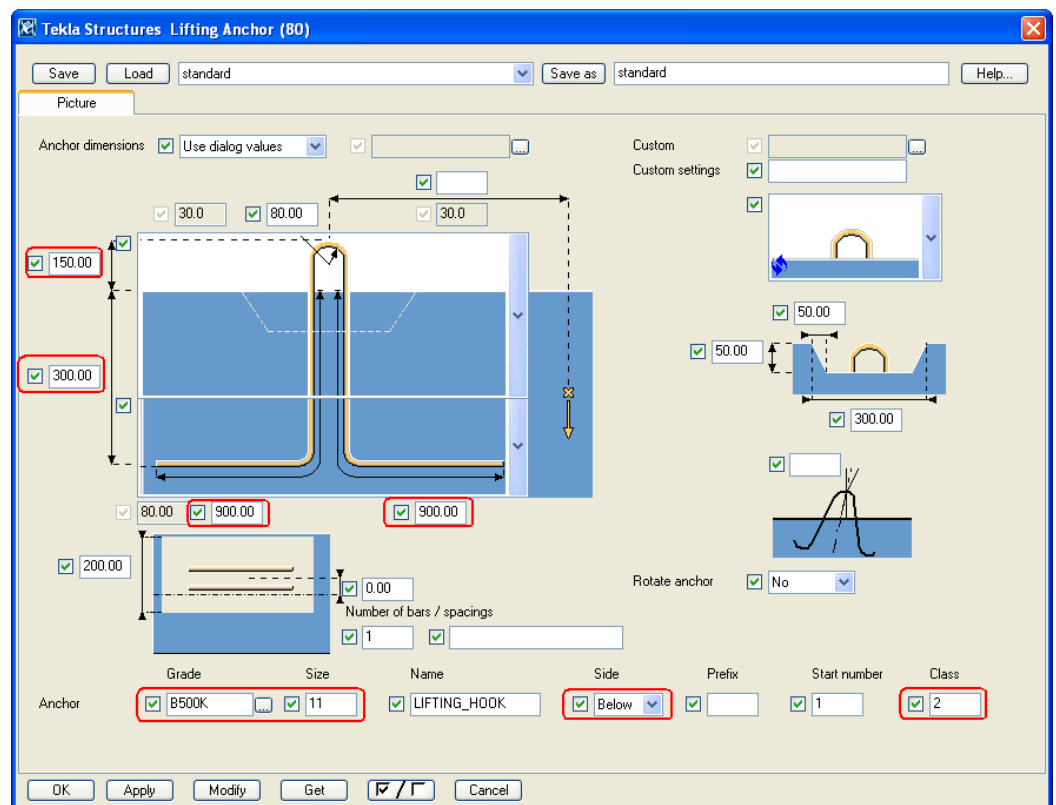 Tekla Structures Lifting Anchor (80)
Save Load standard Save as standard Help...
Picture
Anchor dimensions Use dialog values ... Custom ...
Custom settings
30.0 80.00 30.0
150.00
50.00
50.00
300.00
300.00
80.00 900.00 900.00
200.00
0.00
Rotate anchor No
Number of bars / spacings
1
Grade Size Name Side Prefix Start number Class
Anchor B500K ... 11 LIFTING_HOOK Below 1 2
OK Apply Modify Get / Cancel